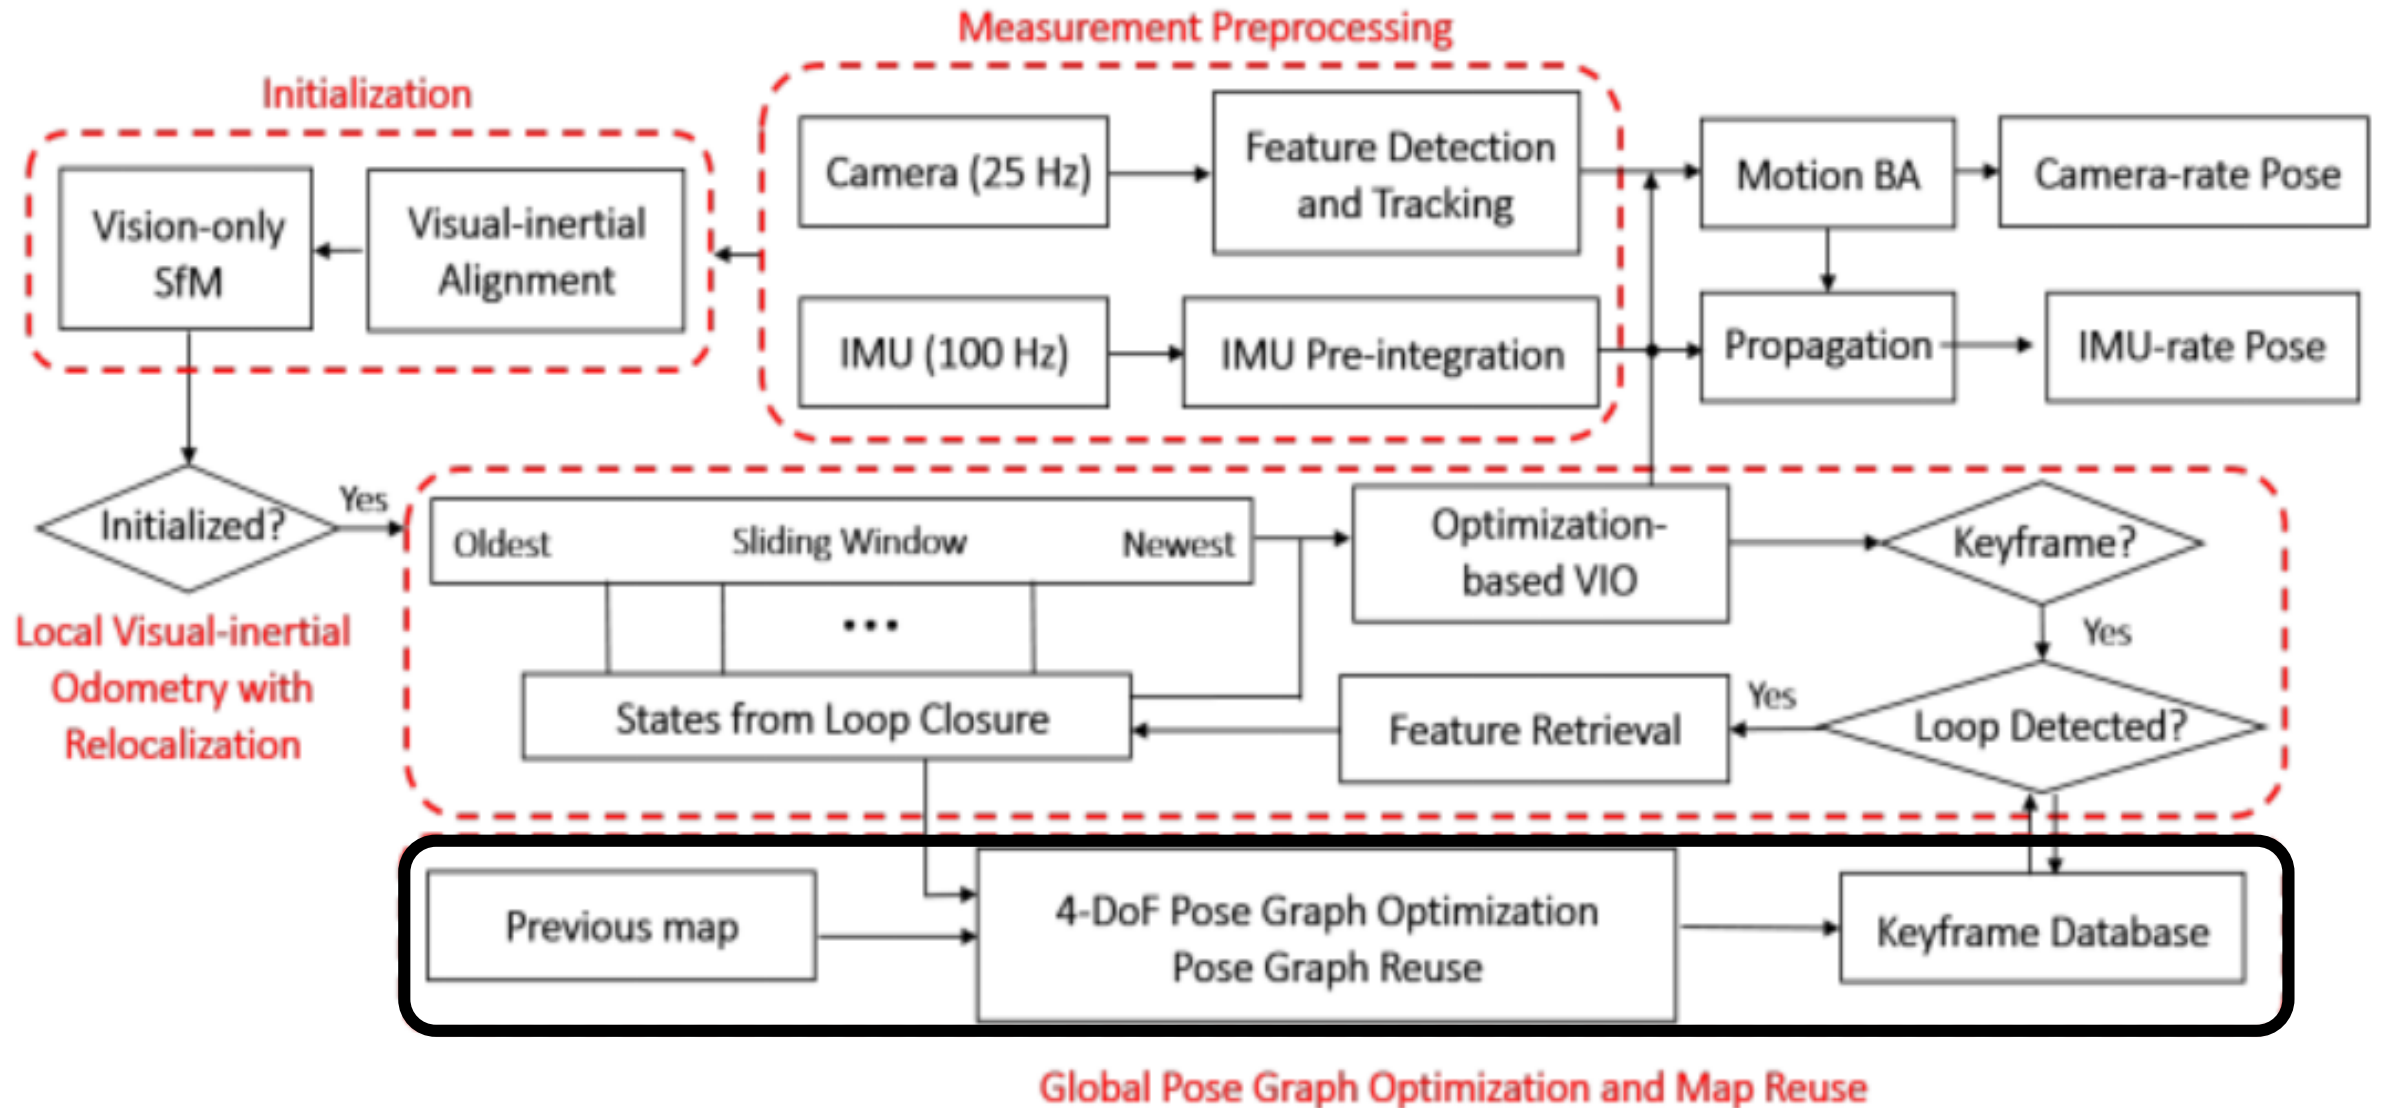 Measurement Preprocessing
Initialization
Camera (25 Hz)
Feature Detection
and Tracking
Motion BA
Camera-rate Pose
Vision-only
SfM
Visual-inertial
Alignment
IMU (100 Hz)
IMU Pre-integration
Propagation
IMU-rate Pose
Initialized?
Yes
Oldest
Sliding Window
Newest
Optimization-
based VIO
Keyframe?
Yes
Local Visual-inertial
Odometry with
Relocalization
...
States from Loop Closure
Feature Retrieval
Yes
Loop Detected?
Previous map
4-DoF Pose Graph Optimization
Pose Graph Reuse
Keyframe Database
Global Pose Graph Optimization and Map Reuse